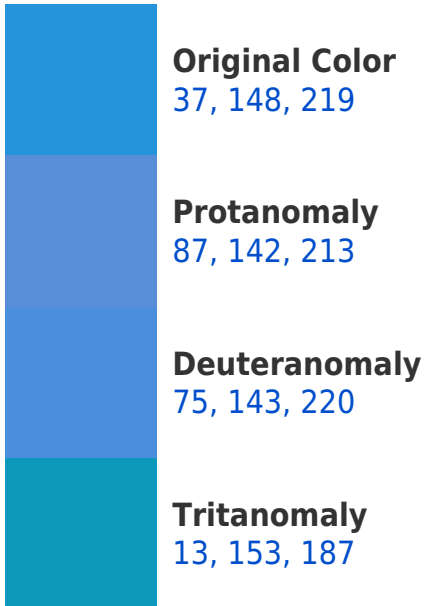 Original Color
37, 148, 219
Protanomaly
87, 142, 213
Deuteranomaly
75, 143, 220
Tritanomaly
13, 153, 187